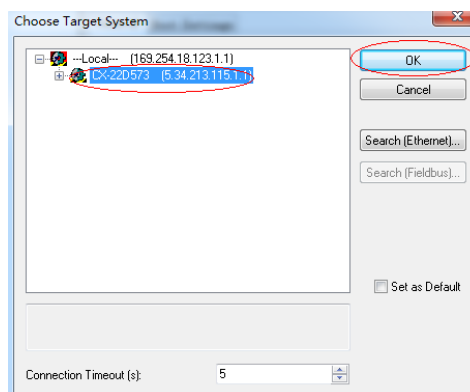 Choose Target System
---Local--- (169.254.18.123.1.1)
CX-22D573 (5.34.213.115.1.1)
OK
Cancel
Search (Ethernet)...
Search (Fieldbus)...
Set as Default
Connection Timeout (s):
5